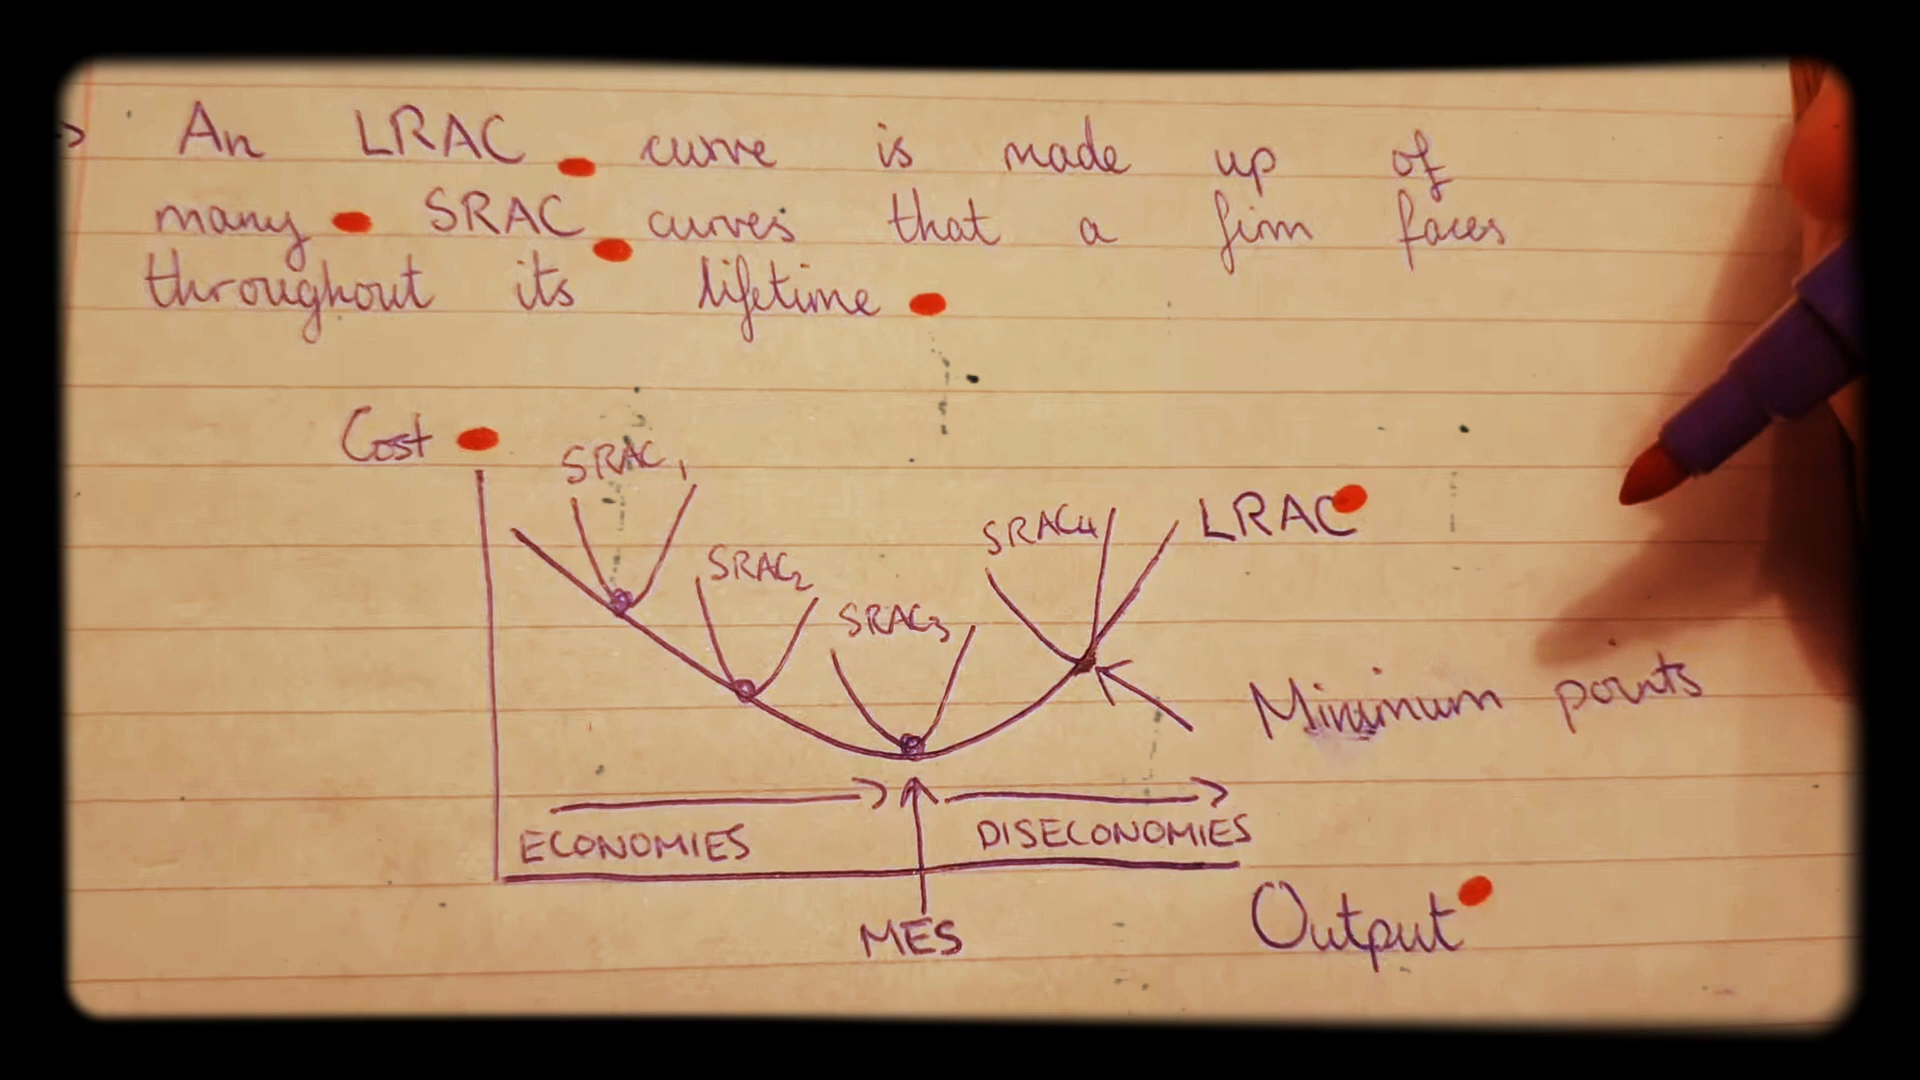 An LRAC curve is made up of
many SRAC curves that a firm faces
throughout its lifetime
Cost
SRAC1
SRAC2
SRAC3
SRAC4
LRAC
Minimum points
ECONOMIES
DISECONOMIES
MES
Output